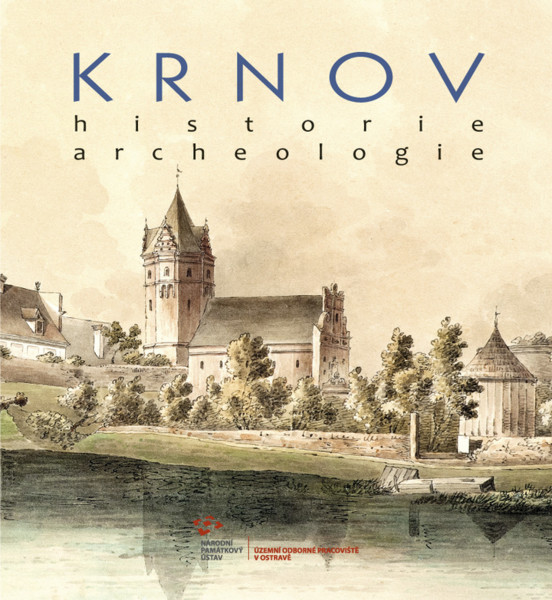 KRNOV
historie
archeologie
NÁRODNÍ
PAMÁTKOVÝ
ÚSTAV
ÚZEMNÍ ODBORNÉ PRACOVIŠTĚ
V OSTRAVĚ